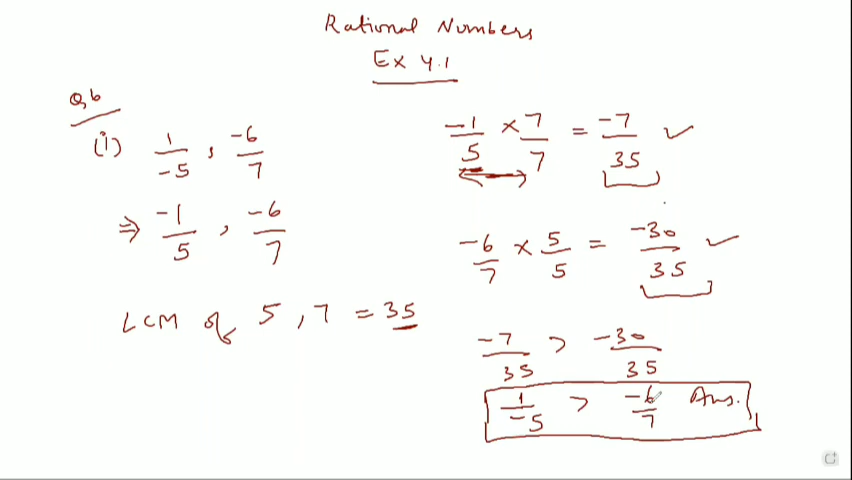 Rational Numbers
Ex 4.1
Q6
(i) 1/-5 , -6/7
⇒ -1/5 , -6/7
LCM of 5 , 7 = 35
-1/5 × 7/7 = -7/35 ✓
-6/7 × 5/5 = -30/35 ✓
-7/35 > -30/35
1/-5 > -6/7 Ans.